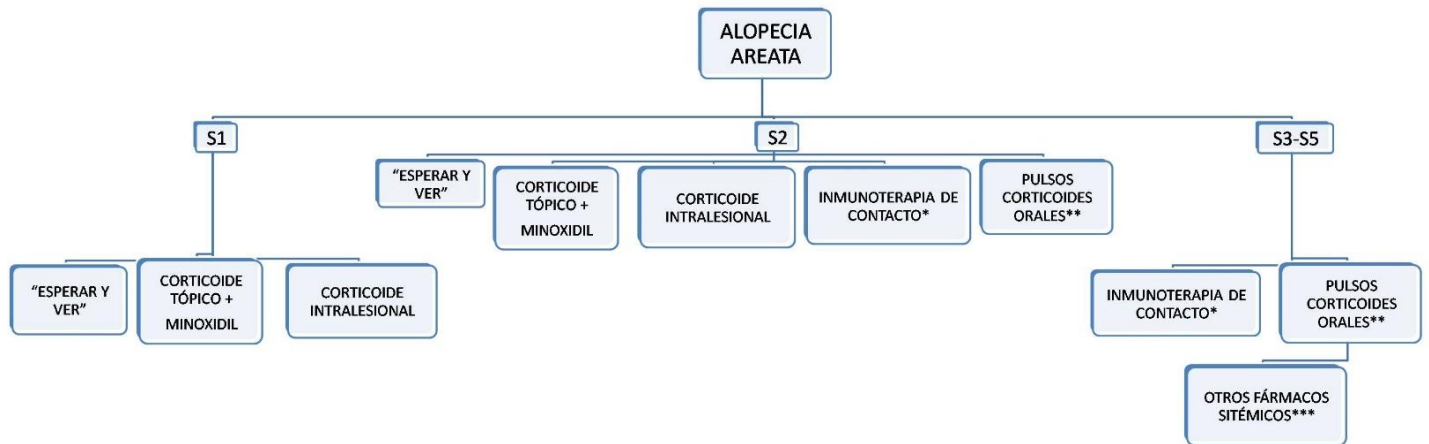 ALOPECIA
AREATA
S1
S2
S3-S5
"ESPERAR Y
VER"
CORTICOIDE
TÓPICO +
MINOXIDIL
CORTICOIDE
INTRALESIONAL
INMUNOTERAPIA DE
CONTACTO*
PULSOS
CORTICOIDES
ORALES**
"ESPERAR Y
VER"
CORTICOIDE
TÓPICO +
MINOXIDIL
CORTICOIDE
INTRALESIONAL
INMUNOTERAPIA DE
CONTACTO*
PULSOS
CORTICOIDES
ORALES**
OTROS FÁRMACOS
SITÉMICOS***